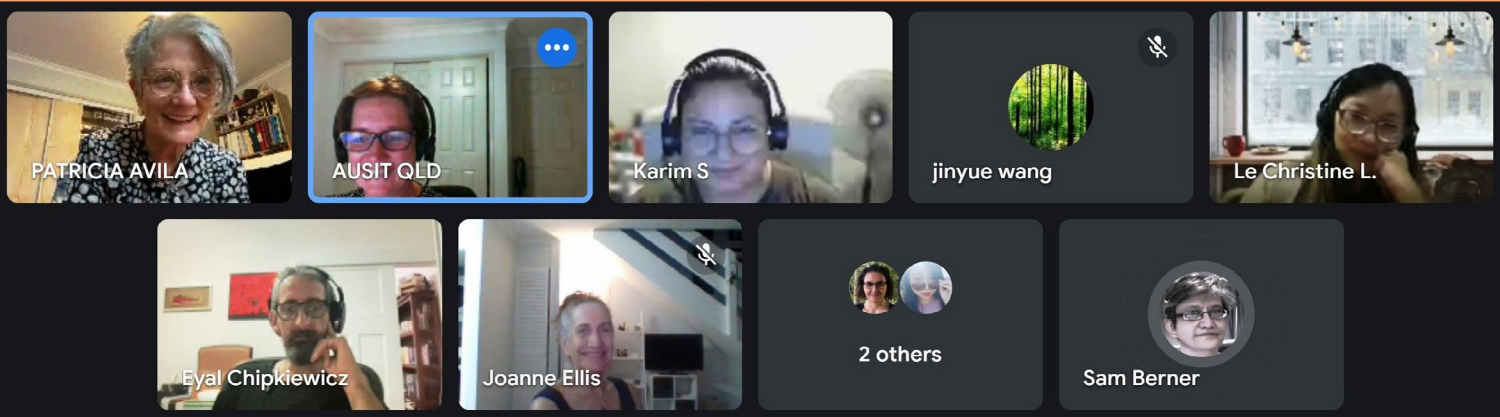 PATRICIA AVILA
AUSIT QLD
Karim S
jinyue wang
Le Christine L.
Eyal Chipkiewicz
Joanne Ellis
2 others
Sam Berner